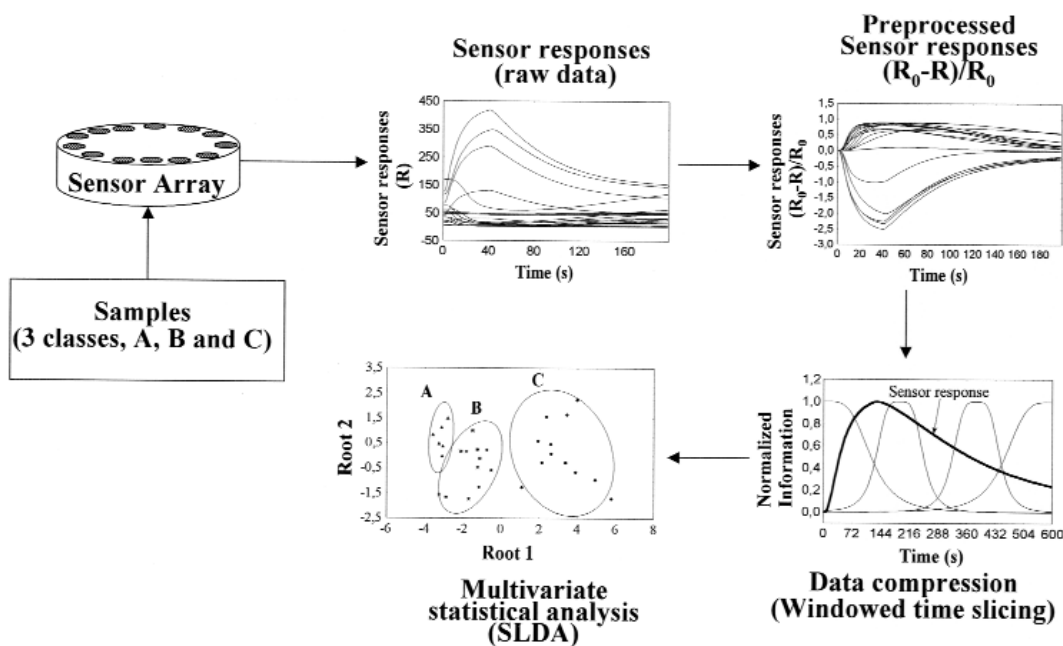 Sensor Array
Samples
(3 classes, A, B and C)
Sensor responses
(raw data)
Sensor responses
(R)
450
350
250
150
50
-50
0 40 80 120 160
Time (s)
Preprocessed
Sensor responses
(R₀-R)/R₀
Sensor responses
(R₀-R)/R₀
1,5
1,0
0,5
0,0
-0,5
-1,0
-1,5
-2,0
-2,5
-3,0
0 20 40 60 80 100 120 140 160 180
Time (s)
Normalized
Information
1,2
1,0
0,8
0,6
0,4
0,2
0,0
Sensor response
0 72 144 216 288 360 432 504 600
Time (s)
Data compression
(Windowed time slicing)
Root 2
3,5
2,5
1,5
0,5
-0,5
-1,5
-2,5
A
B
C
-6 -4 -2 0 2 4 6 8
Root 1
Multivariate
statistical analysis
(SLDA)